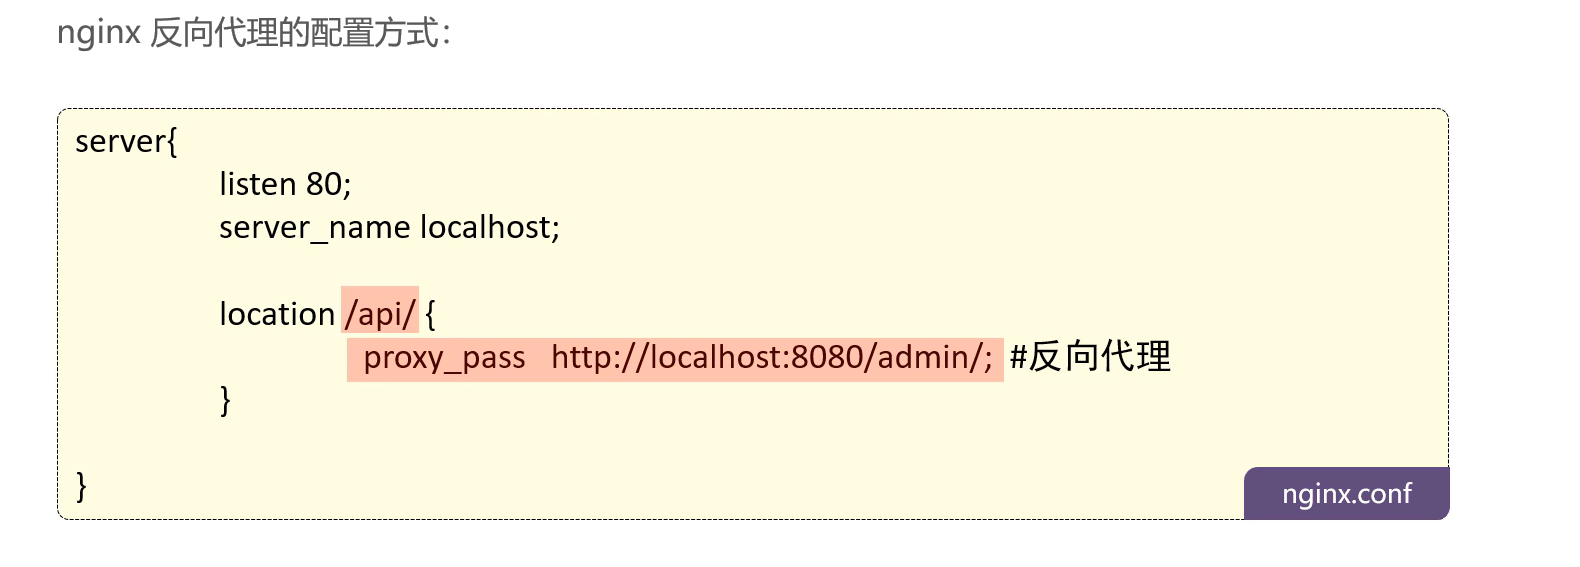 nginx 反向代理的配置方式：
server{
listen 80;
server_name localhost;
location /api/ {
proxy_pass   http://localhost:8080/admin/; #反向代理
}
}
nginx.conf